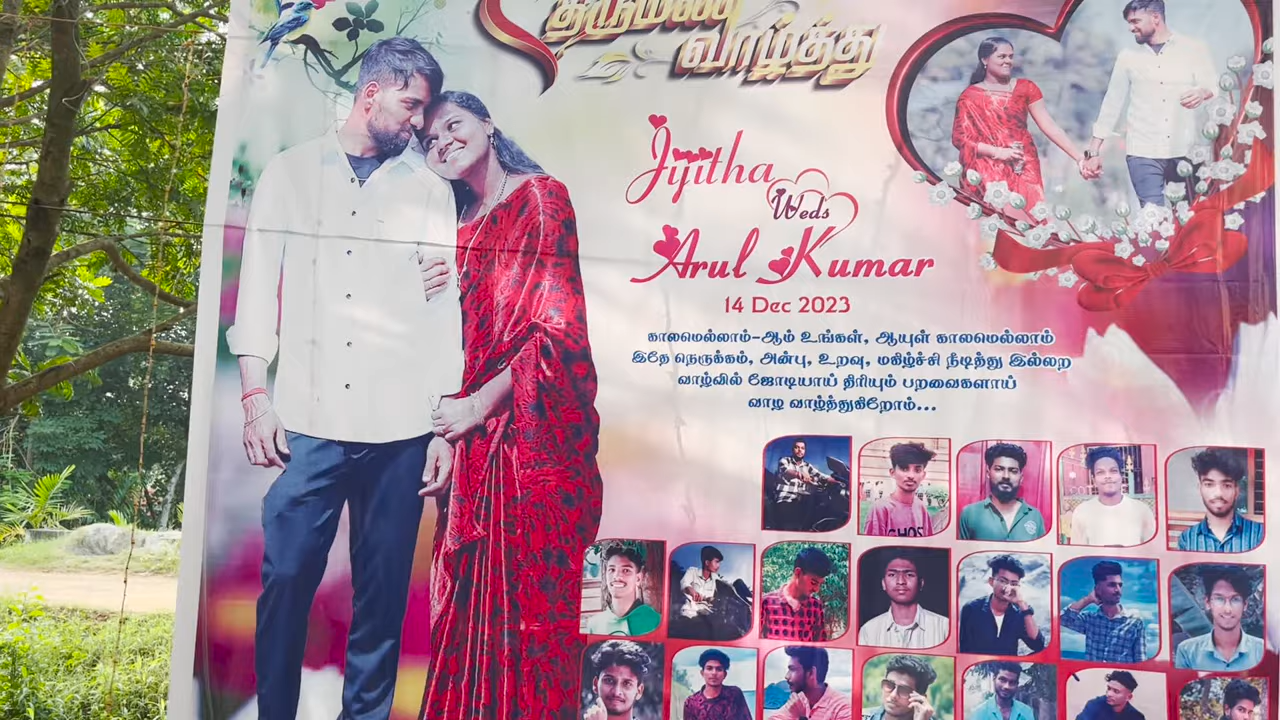 திருமண
வாழ்த்து
Jyitha
Weds
Arul Kumar
14 Dec 2023
காலமெல்லாம்-ஆம் உங்கள், ஆயுள் காலமெல்லாம்
இதே நெருக்கம், அன்பு, உறவு, மகிழ்ச்சி நீடித்து இல்லற
வாழ்வில் ஜோடியாய் திரியும் பறவைகளாய்
வாழ வாழ்த்துகிறோம்...